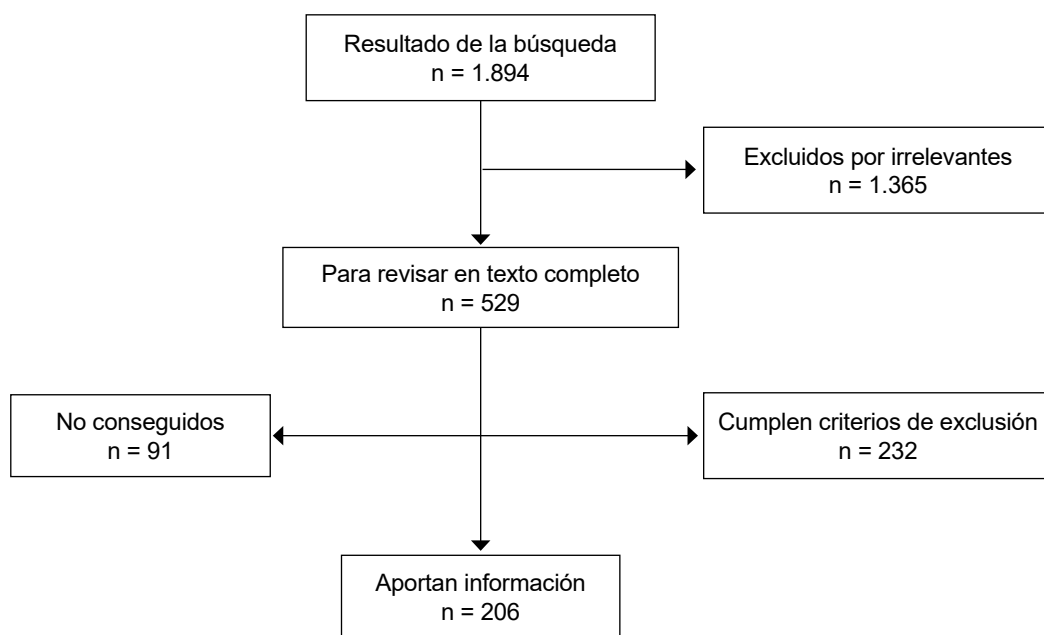 Resultado de la búsqueda
n = 1.894
Excluidos por irrelevantes
n = 1.365
Para revisar en texto completo
n = 529
No conseguidos
n = 91
Cumplen criterios de exclusión
n = 232
Aportan información
n = 206